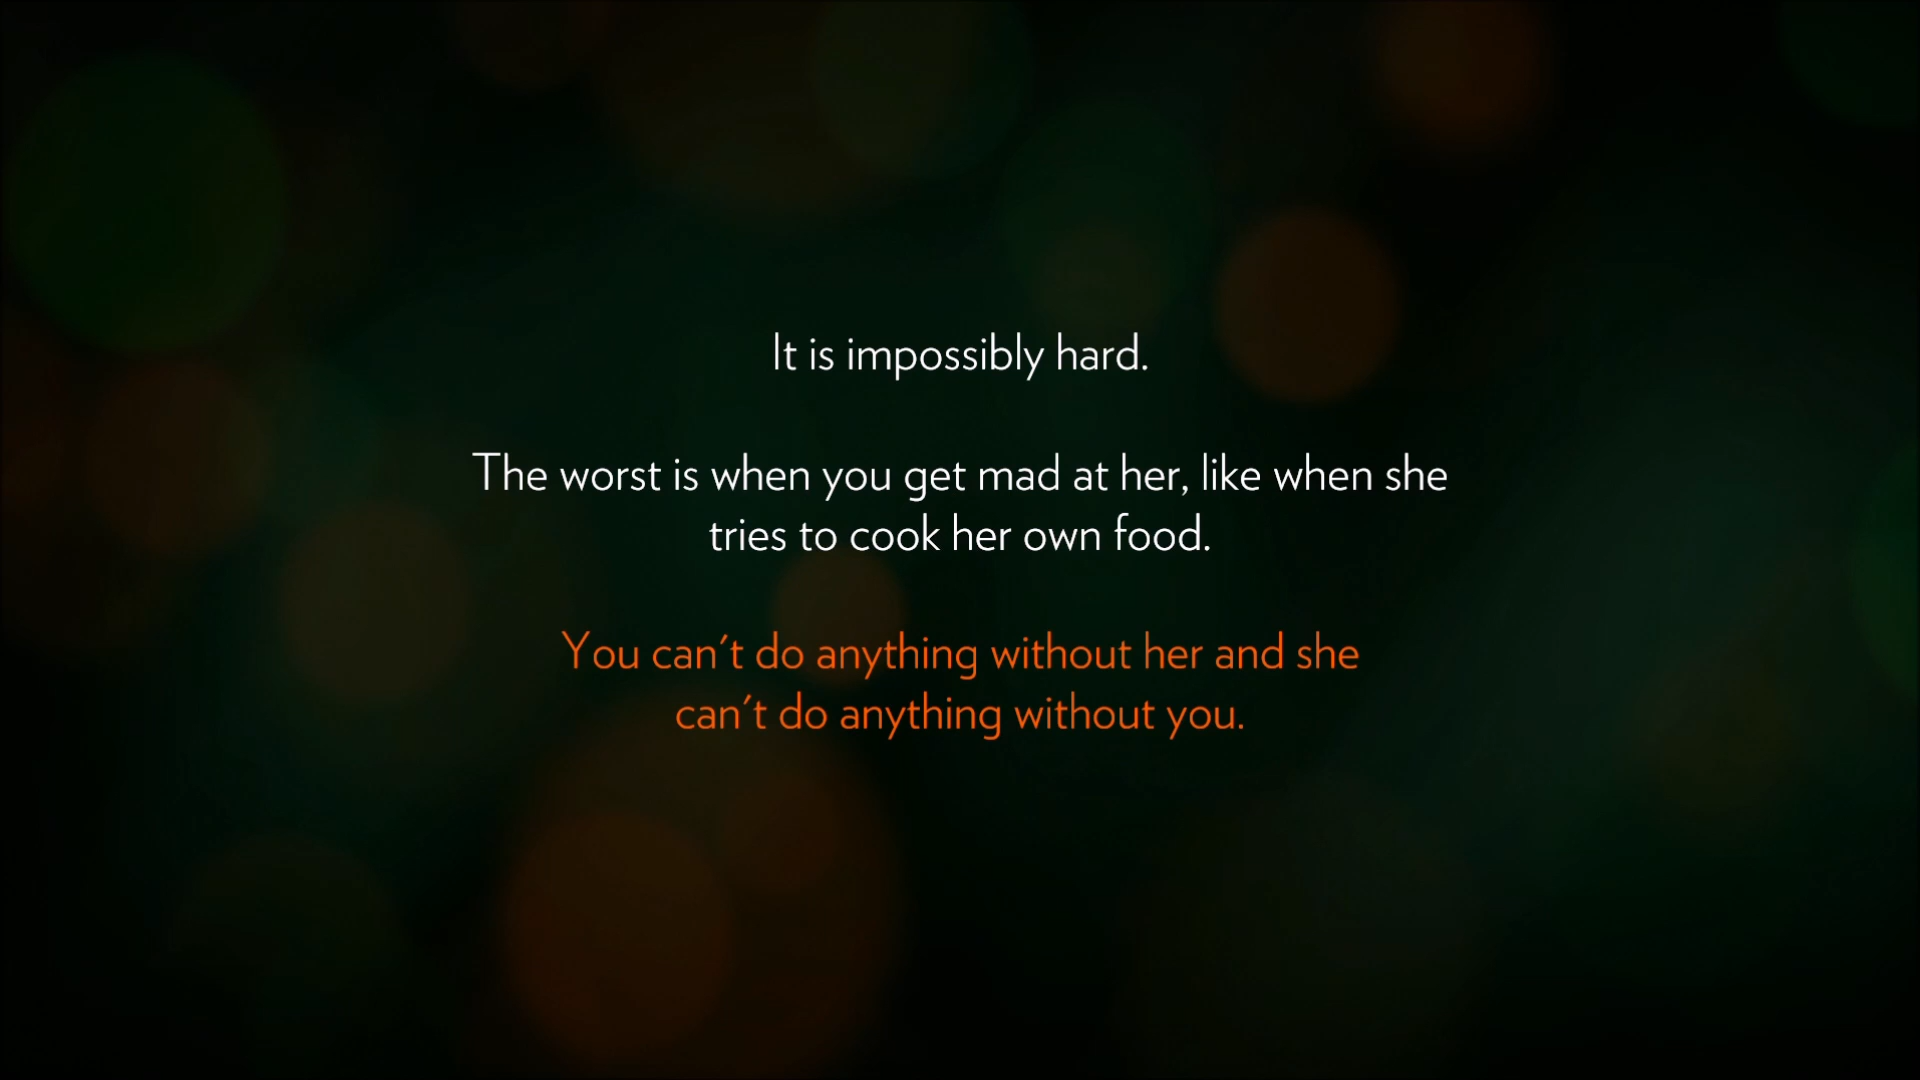 It is impossibly hard.
The worst is when you get mad at her, like when she
tries to cook her own food.
You can't do anything without her and she
can't do anything without you.